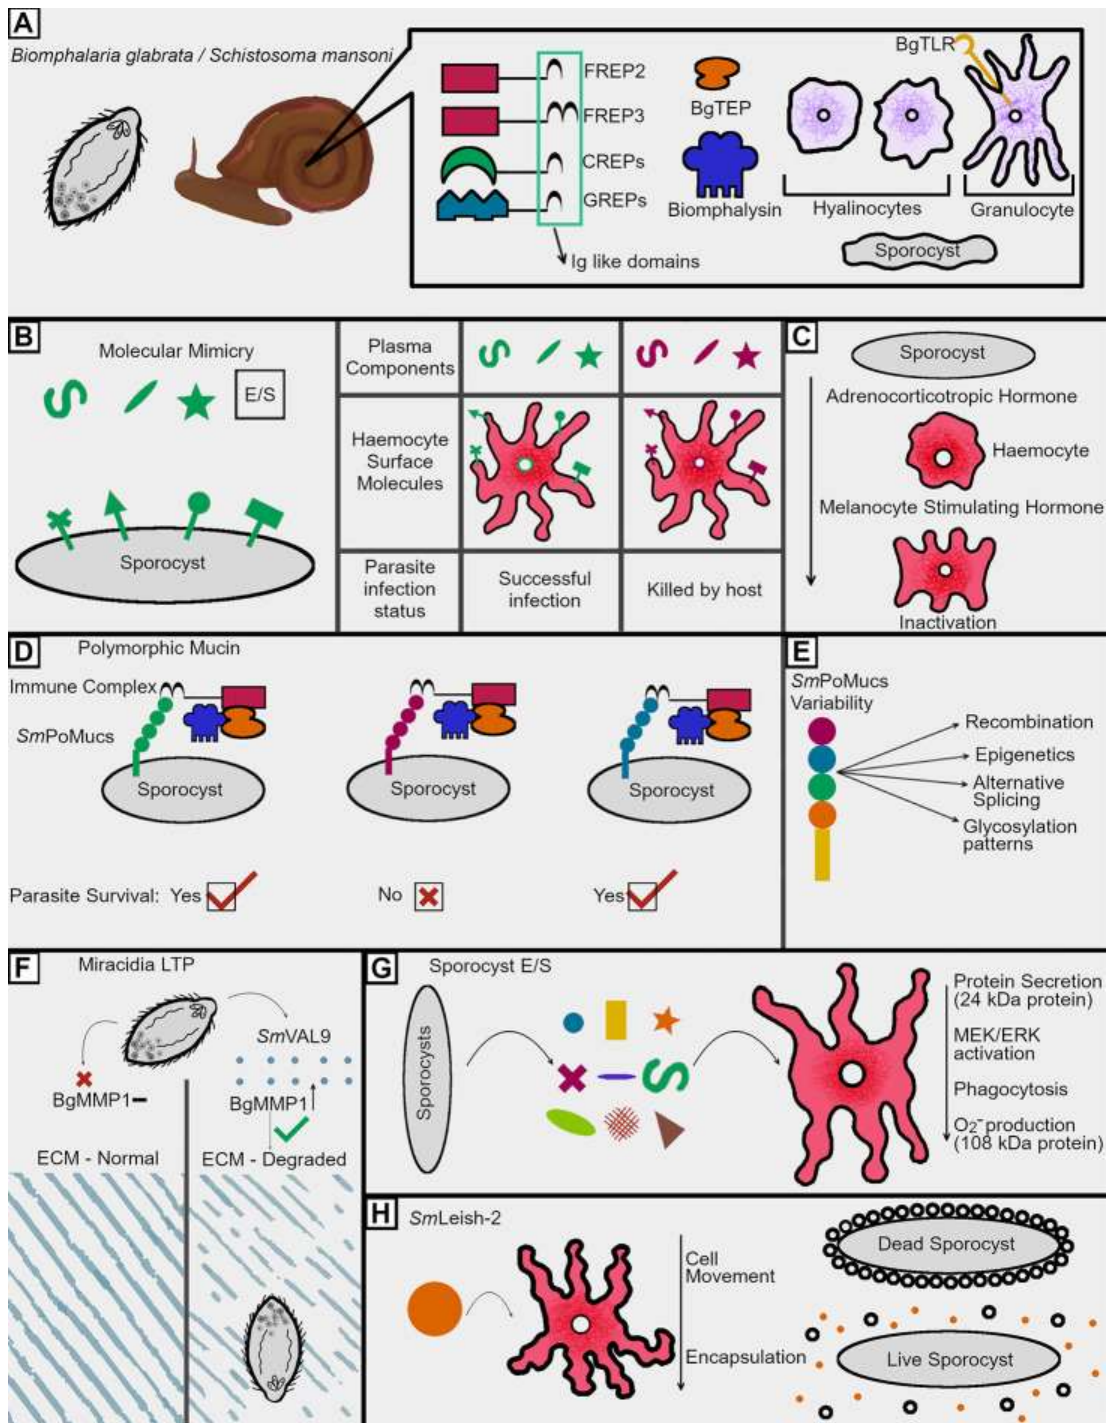 A
Biomphalaria glabrata / Schistosoma mansoni
FREP2
FREP3
CREPs
GREPs
Ig like domains
BgTEP
Biomphalysin
Hyalinocytes
BgTLR
Granulocyte
Sporocyst
B
Molecular Mimicry
E/S
Sporocyst
Plasma
Components
Haemocyte
Surface
Molecules
Parasite
infection
status
Successful
infection
Killed by host
C
Sporocyst
Adrenocorticotropic Hormone
Haemocyte
Melanocyte Stimulating Hormone
Inactivation
D
Polymorphic Mucin
Immune Complex
SmPoMucs
Sporocyst
Sporocyst
Sporocyst
Parasite Survival: Yes
No
Yes
E
SmPoMucs
Variability
Recombination
Epigenetics
Alternative
Splicing
Glycosylation
patterns
F
Miracidia LTP
SmVAL9
BgMMP1
BgMMP1
ECM - Normal
ECM - Degraded
G
Sporocyst E/S
Sporocysts
Protein Secretion
(24 kDa protein)
MEK/ERK
activation
Phagocytosis
O2- production
(108 kDa protein)
H
SmLeish-2
Cell
Movement
Encapsulation
Dead Sporocyst
Live Sporocyst